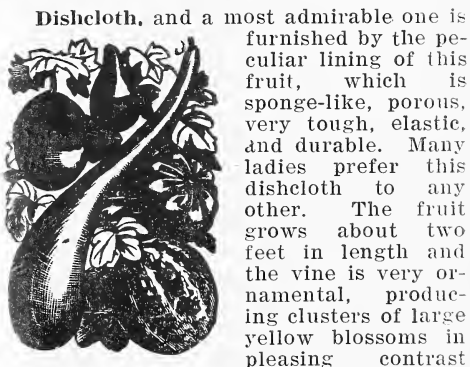 Dishcloth, and a most admirable one is
furnished by the pe-
culiar lining of this
fruit, which is
sponge-like, porous,
very tough, elastic,
and durable. Many
ladies prefer this
dishcloth to any
other. The fruit
grows about two
feet in length and
the vine is very or-
namental, produc-
ing clusters of large
yellow blossoms in
pleasing contrast